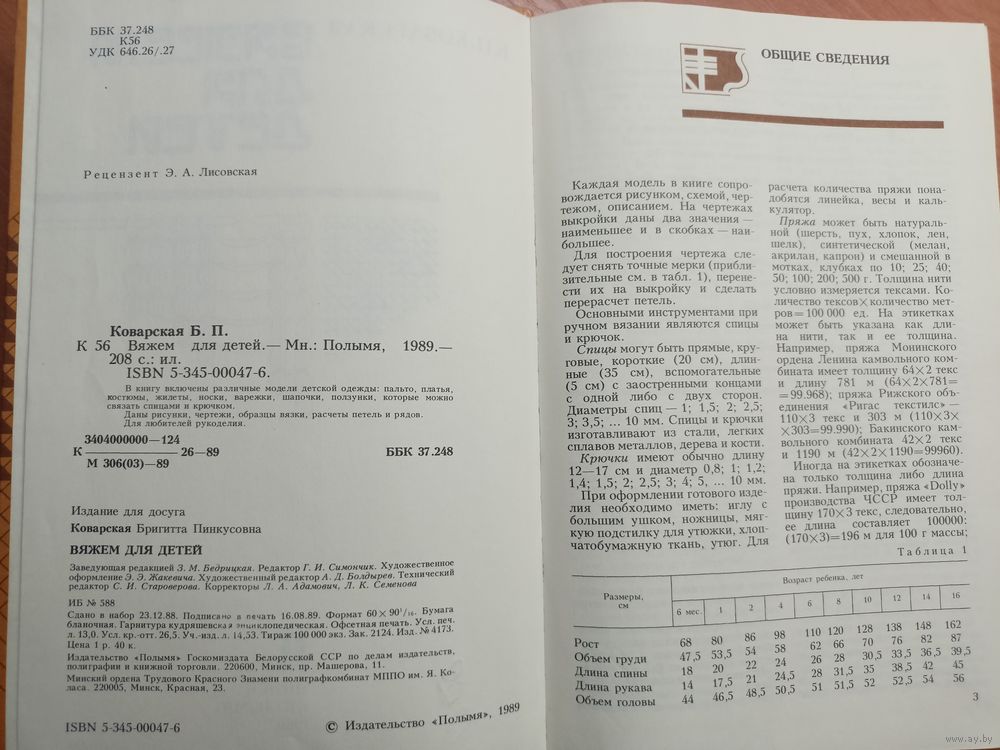 ББК 37.248
К56
УДК 646.26/.27
Рецензент Э. А. Лисовская
Коварская Б. П.
К 56 Вяжем для детей.— Мн.: Полымя, 1989.—
208 с.: ил.
ISBN 5-345-00047-6.
В книгу включены различные модели детской одежды: пальто, платья,
костюмы, жилеты, носки, варежки, шапочки, ползунки, которые можно
связать спицами и крючком.
Даны рисунки, чертежи, образцы вязки, расчеты петель и рядов.
Для любителей рукоделия.
3404000000—124
К ———— 26—89
М 306(03)—89
ББК 37.248
Издание для досуга
Коварская Бригитта Пинкусовна
ВЯЖЕМ ДЛЯ ДЕТЕЙ
Заведующая редакцией З. М. Бедрицкая. Редактор Г. И. Симончик. Художественное
оформление Э. Э. Жакевича. Художественный редактор А. Д. Болдырев. Технический
редактор С. И. Староверова. Корректоры Л. А. Адамович, Л. К. Семенова
ИБ № 588
Сдано в набор 23.12.88. Подписано в печать 16.08.89. Формат 60×90¹/₁₆. Бумага
бланочная. Гарнитура кудряшевская энциклопедическая. Офсетная печать. Усл. печ.
л. 13,0. Усл. кр.-отт. 26,5. Уч.-изд. л. 14,53. Тираж 100 000 экз. Зак. 2124. Изд. № 4173.
Цена 1 р. 40 к.
Издательство «Полымя» Госкомиздата Белорусской ССР по делам издательств,
полиграфии и книжной торговли. 220600, Минск, пр. Машерова, 11.
Минский ордена Трудового Красного Знамени полиграфкомбинат МППО им. Я. Ко-
ласа. 220005, Минск, Красная, 23.
ISBN 5-345-00047-6
© Издательство «Полымя», 1989
ОБЩИЕ СВЕДЕНИЯ
Каждая модель в книге сопро-
вождается рисунком, схемой, чер-
тежом, описанием. На чертежах
выкройки даны два значения —
наименьшее и в скобках — наи-
большее.
Для построения чертежа сле-
дует снять точные мерки (прибли-
зительные см. в табл. 1), перене-
сти их на выкройку и сделать
перерасчет петель.
Основными инструментами при
ручном вязании являются спицы
и крючок.
Спицы могут быть прямые, кру-
говые, короткие (20 см), длин-
ные (35 см), вспомогательные
(5 см) с заостренными концами
с одной либо с двух сторон.
Диаметры спиц — 1; 1,5; 2; 2,5;
3; 3,5; ... 10 мм. Спицы и крючки
изготавливают из стали, легких
сплавов металлов, дерева и кости.
Крючки имеют обычно длину
12—17 см и диаметр 0,8; 1; 1,2;
1,4; 1,5; 2; 2,5; 3; 4; 5, ... 10 мм.
При оформлении готового изде-
лия необходимо иметь: иглу с
большим ушком, ножницы, мяг-
кую подстилку для утюжки, хлоп-
чатобумажную ткань, утюг. Для
расчета количества пряжи пона-
добятся линейка, весы и каль-
кулятор.
Пряжа может быть натураль-
ной (шерсть, пух, хлопок, лен,
шелк), синтетической (мелан,
акрилан, капрон) и смешанной в
мотках, клубках по 10; 25; 40;
50; 100; 200; 500 г. Толщина нити
условно измеряется тексами. Ко-
личество тексов×количество мет-
ров=100 000 ед. На этикетках
может быть указана как дли-
на нити, так и ее толщина.
Например, пряжа Монинского
ордена Ленина камвольного ком-
бината имеет толщину 64×2 текс
и длину 781 м (64×2×781=
=99.968); пряжа Рижского объ-
единения «Ригас текстилс» —
110×3 текс и 303 м (110×3×
×303=99.990); Бакинского кам-
вольного комбината 42×2 текс
и 1190 м (42×2×1190=99960).
Иногда на этикетках обозначе-
на только толщина либо длина
пряжи. Например, пряжа «Dolly»
производства ЧССР имеет тол-
щину 170×3 текс, следовательно,
ее длина составляет 100000:
(170×3)=196 м для 100 г массы;
Таблица 1
Размеры, см
Возраст ребенка, лет
6 мес. 1 2 4 6 8 10 12 14 16
Рост 68 80 86 98 110 120 128 138 148 162
Объем груди 47,5 53,5 54 58 62 66 70 76 82 87
Длина спины 18 20 22 24 26 28 30,5 33,5 36,5 39,5
Длина рукава 14 17,5 21 24,5 28 31,5 35 38,5 42 45
Объем головы 44 46,5 48,5 50,5 51 51,5 52 52,5 54 56
3
www.ay.by